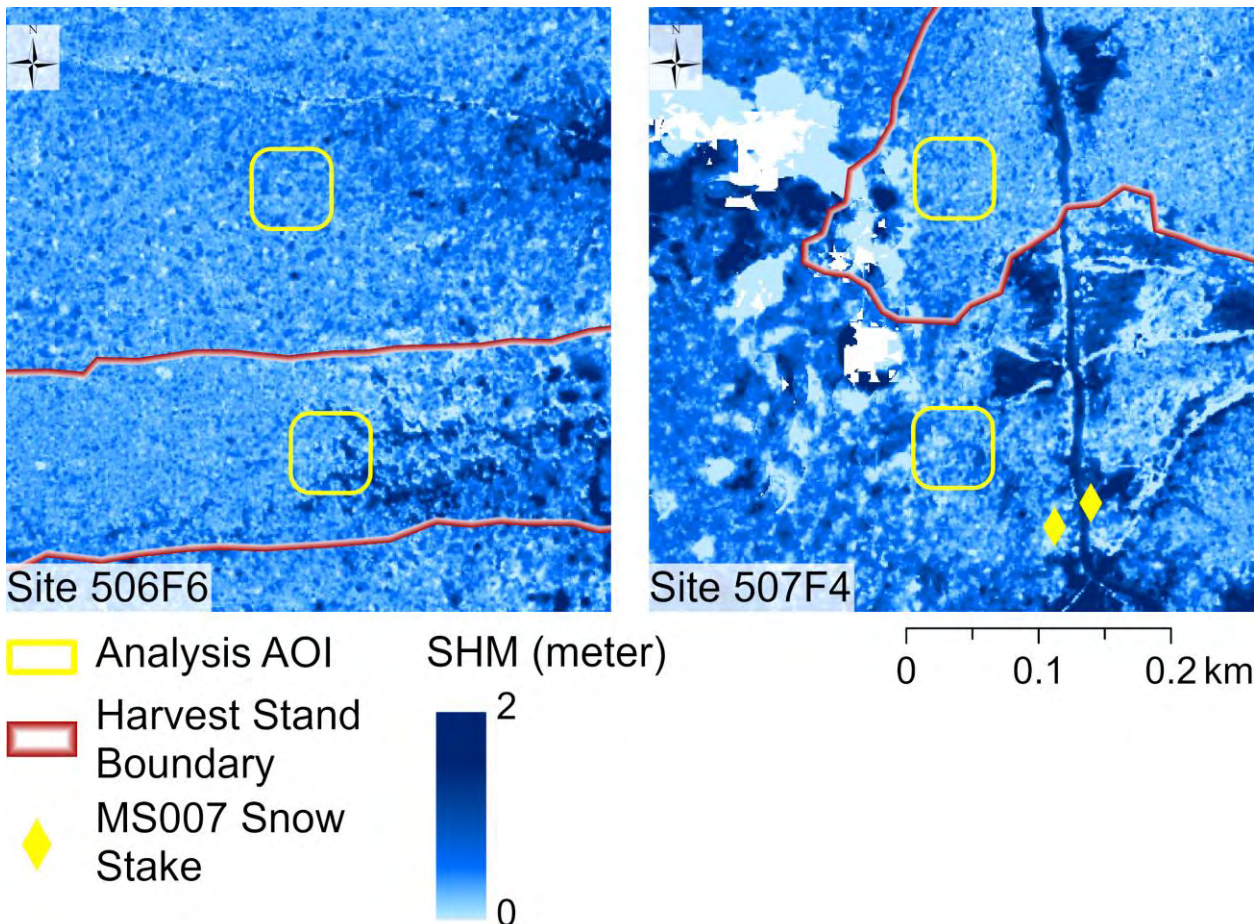 N
N
Site 506F6
Site 507F4
Analysis AOI
Harvest Stand
Boundary
MS007 Snow
Stake
SHM (meter)
2
0
0 0.1 0.2 km